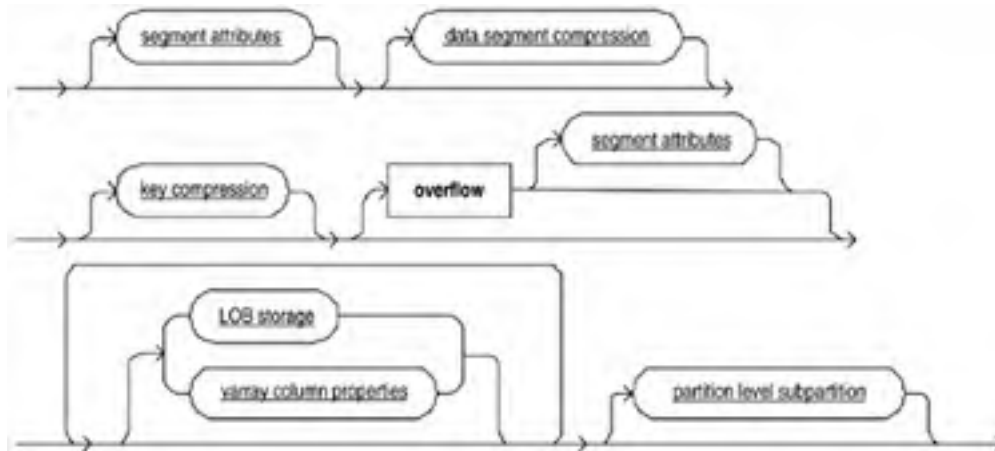 segment attributes
data segment compression
segment attributes
key compression
overflow
LOB storage
varray column properties
partition level subpartition